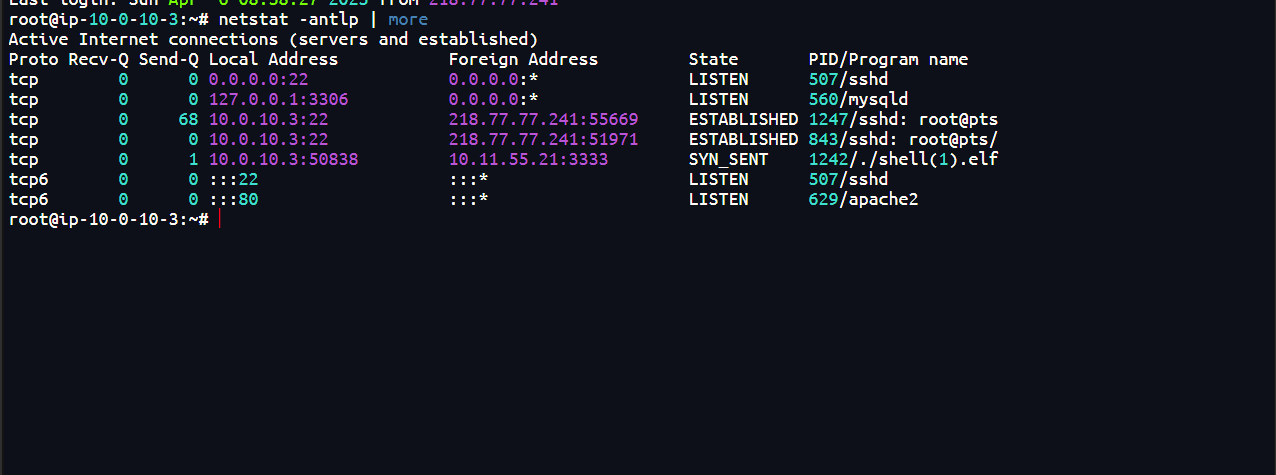 Last login: Sun Apr  6 08:58:27 2025 from 218.77.77.241
root@ip-10-0-10-3:~# netstat -antlp | more
Active Internet connections (servers and established)
Proto Recv-Q Send-Q Local Address           Foreign Address         State       PID/Program name
tcp        0      0 0.0.0.0:22              0.0.0.0:*               LISTEN      507/sshd
tcp        0      0 127.0.0.1:3306          0.0.0.0:*               LISTEN      560/mysqld
tcp        0     68 10.0.10.3:22            218.77.77.241:55669     ESTABLISHED 1247/sshd: root@pts
tcp        0      0 10.0.10.3:22            218.77.77.241:51971     ESTABLISHED 843/sshd: root@pts/
tcp        0      1 10.0.10.3:50838         10.11.55.21:3333        SYN_SENT    1242/./shell(1).elf
tcp6       0      0 :::22                   :::*                    LISTEN      507/sshd
tcp6       0      0 :::80                   :::*                    LISTEN      629/apache2
root@ip-10-0-10-3:~#